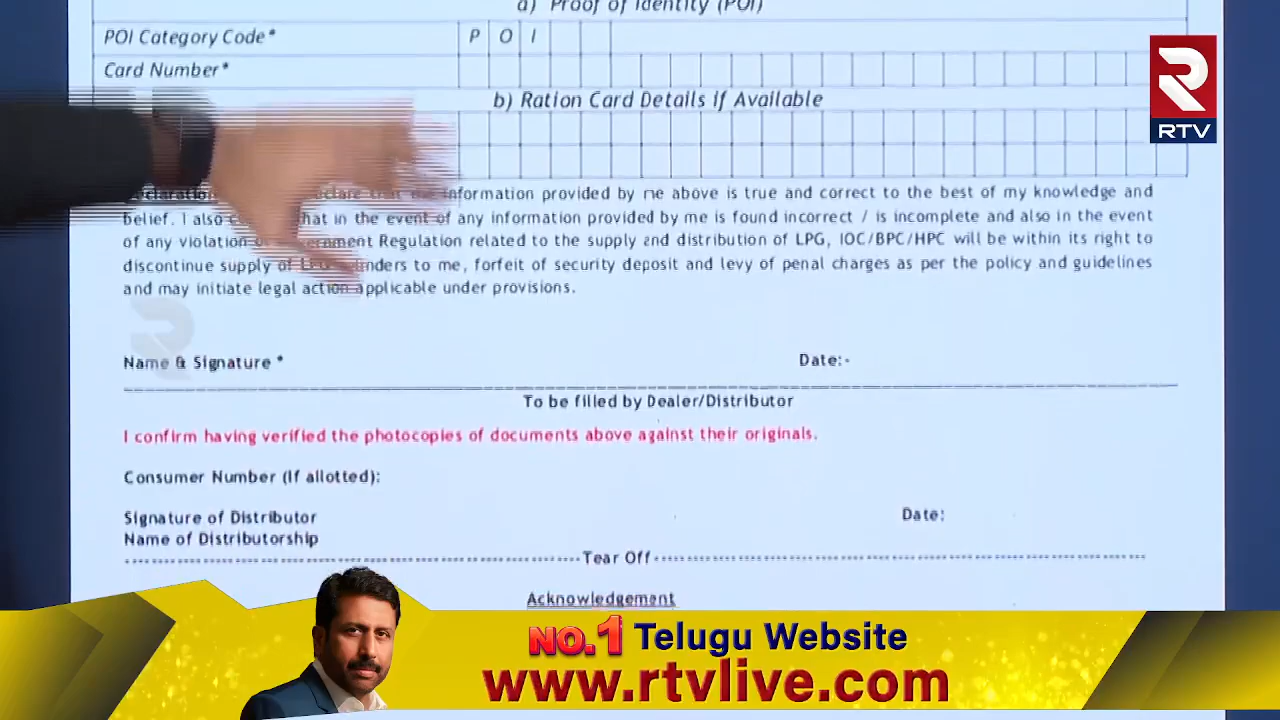 a) Proof of Identity (POI)
POI Category Code*
P O I
Card Number*
b) Ration Card Details if Available
information provided by me above is true and correct to the best of my knowledge and
belief. I also that in the event of any information provided by me is found incorrect / is incomplete and also in the event
of any violation Regulation related to the supply and distribution of LPG, IOC/BPC/HPC will be within its right to
discontinue supply of to me, forfeit of security deposit and levy of penal charges as per the policy and guidelines
and may initiate legal action applicable under provisions.
Name & Signature *
Date:-
To be filled by Dealer/Distributor
I confirm having verified the photocopies of documents above against their originals.
Consumer Number (If allotted):
Signature of Distributor
Date:
Name of Distributorship
Tear Off
Acknowledgement
RTV
NO.1 Telugu Website
www.rtvlive.com